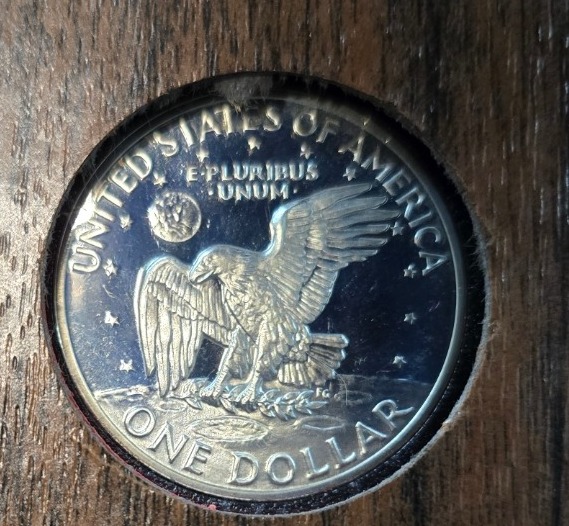 UNITED STATES OF AMERICA
E·PLURIBUS
UNUM·
ONE DOLLAR